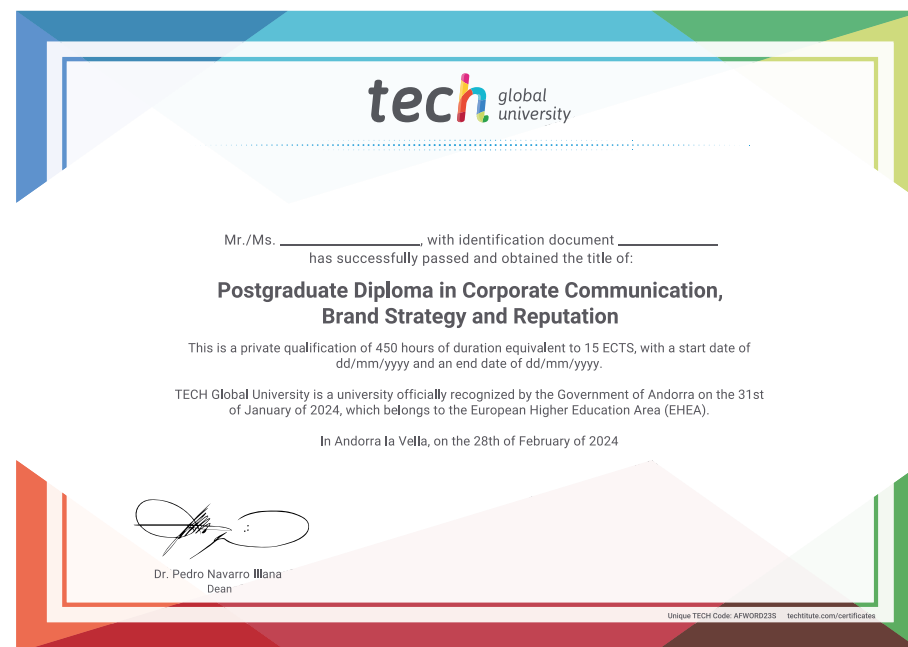 tech global
university
Mr./Ms. ____________________, with identification document ______________
has successfully passed and obtained the title of:
Postgraduate Diploma in Corporate Communication,
Brand Strategy and Reputation
This is a private qualification of 450 hours of duration equivalent to 15 ECTS, with a start date of
dd/mm/yyyy and an end date of dd/mm/yyyy.
TECH Global University is a university officially recognized by the Government of Andorra on the 31st
of January of 2024, which belongs to the European Higher Education Area (EHEA).
In Andorra la Vella, on the 28th of February of 2024
Dr. Pedro Navarro Illana
Dean
Unique TECH Code: AFWORD23S techtitute.com/certificates